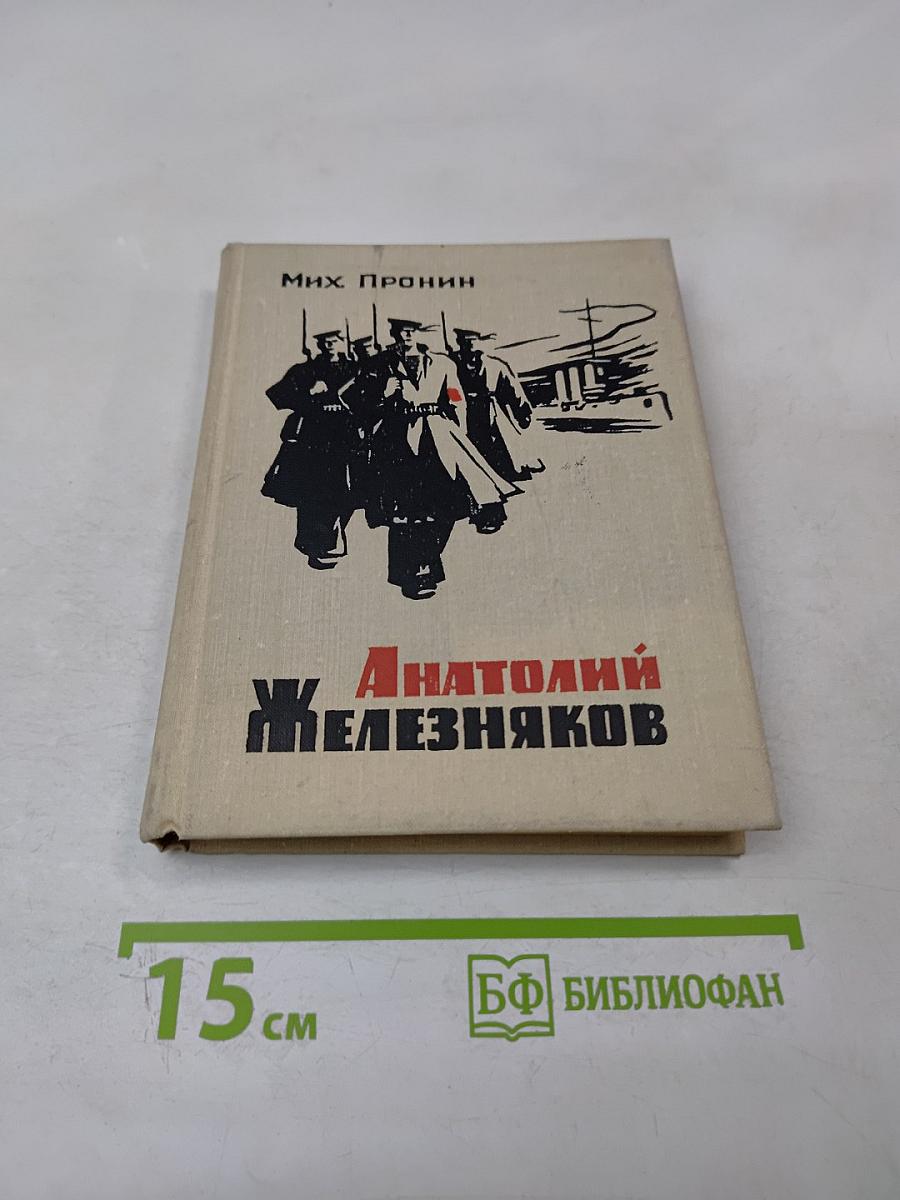 Мих. Пронин
Анатолий
Железняков
15 см
БФ БИБЛИОФАН